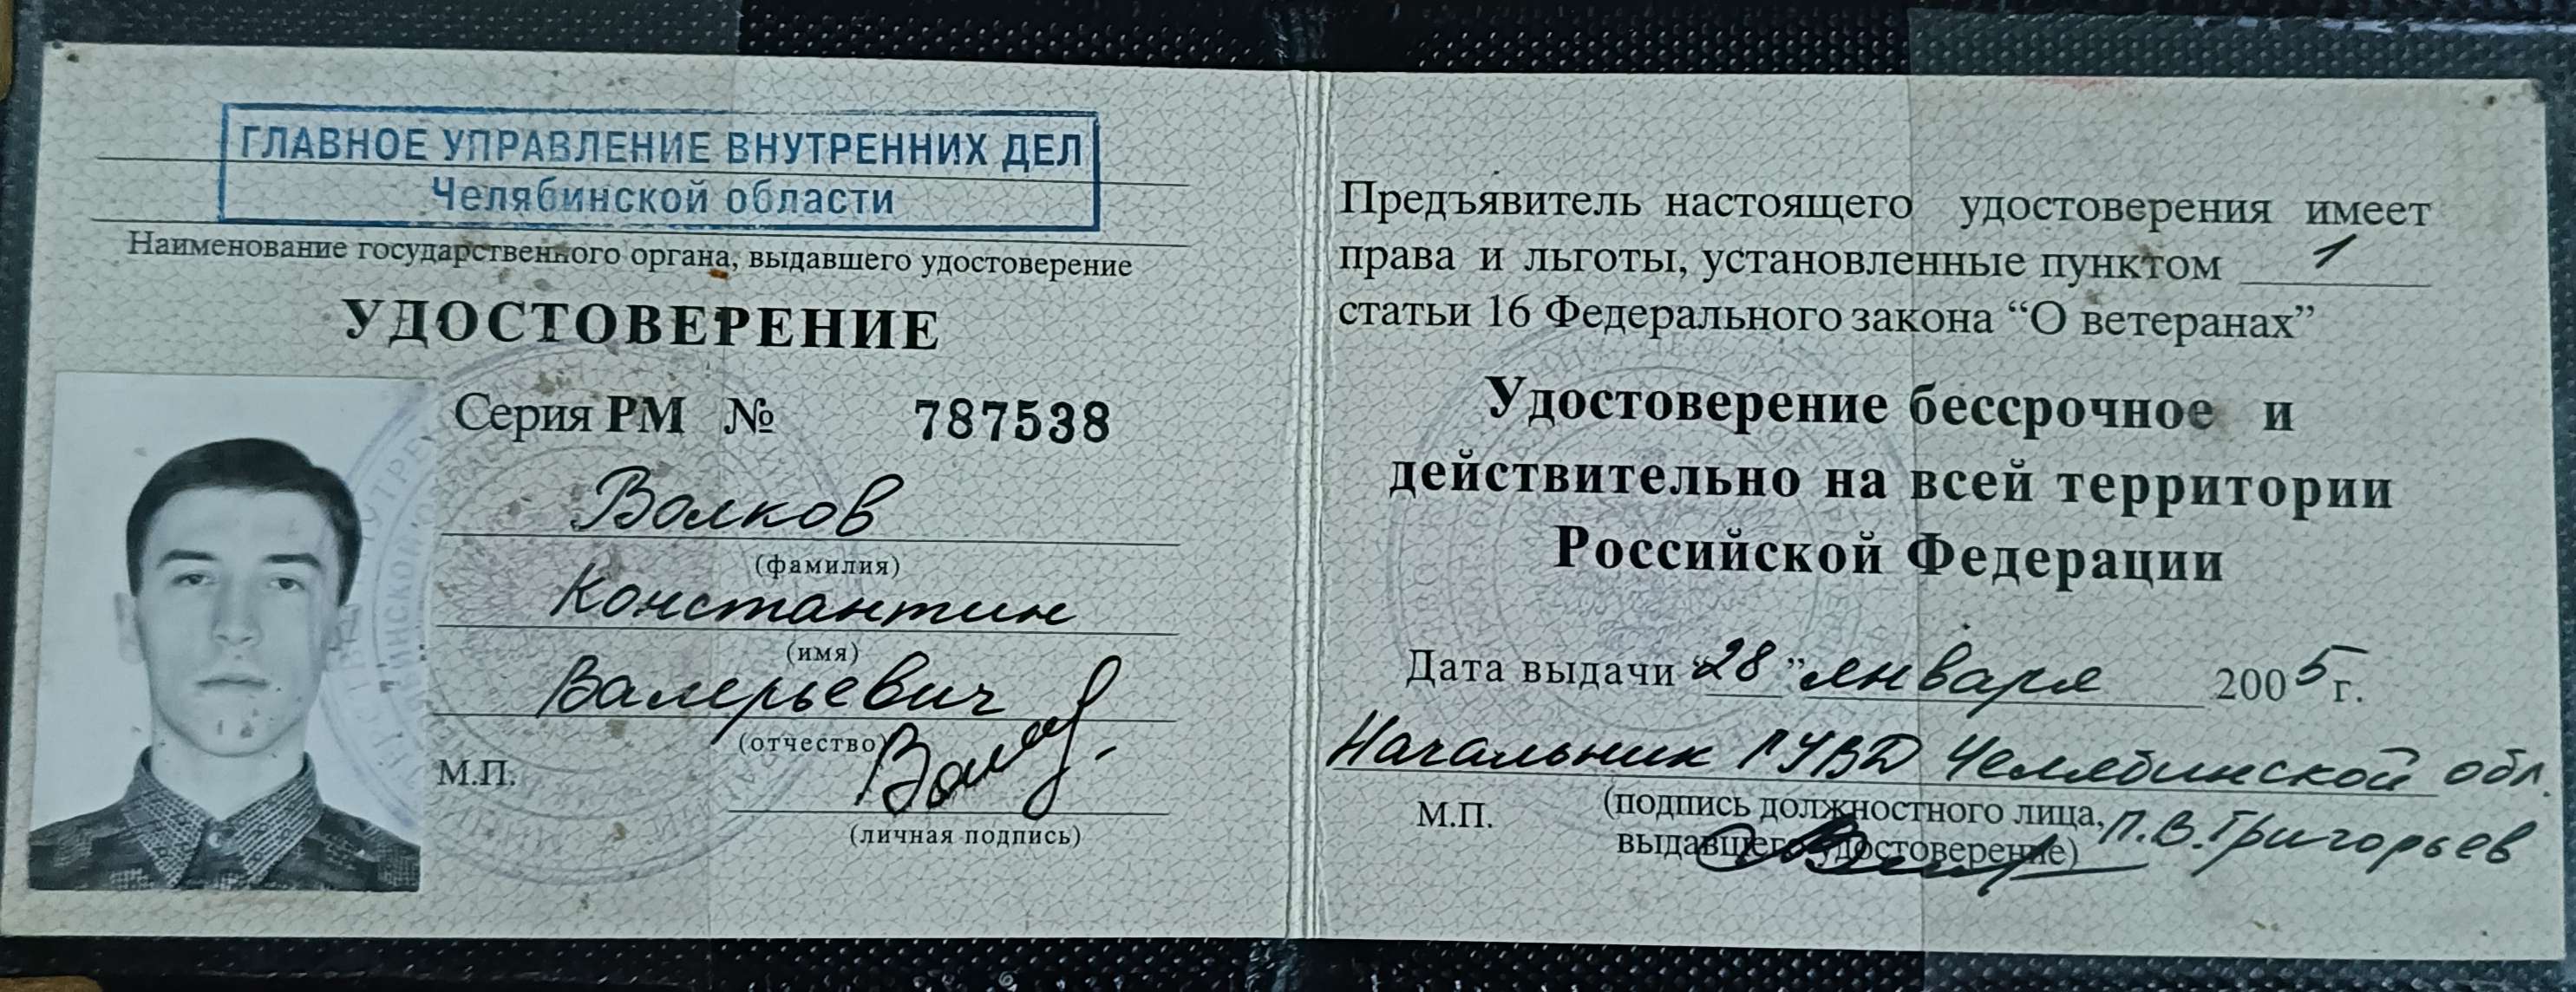 ГЛАВНОЕ УПРАВЛЕНИЕ ВНУТРЕННИХ ДЕЛ
Челябинской области
Наименование государственного органа, выдавшего удостоверение
УДОСТОВЕРЕНИЕ
Серия РМ № 787538
Волков
(фамилия)
Константин
(имя)
Валерьевич
(отчество)
М.П.
(личная подпись)
Предъявитель настоящего удостоверения имеет
права и льготы, установленные пунктом 1
статьи 16 Федерального закона “О ветеранах”
Удостоверение бессрочное и
действительно на всей территории
Российской Федерации
Дата выдачи “28” января 2005 г.
Начальник ГУВД Челябинской обл.
М.П. (подпись должностного лица, П.В.Григорьев
выдавшего удостоверение)